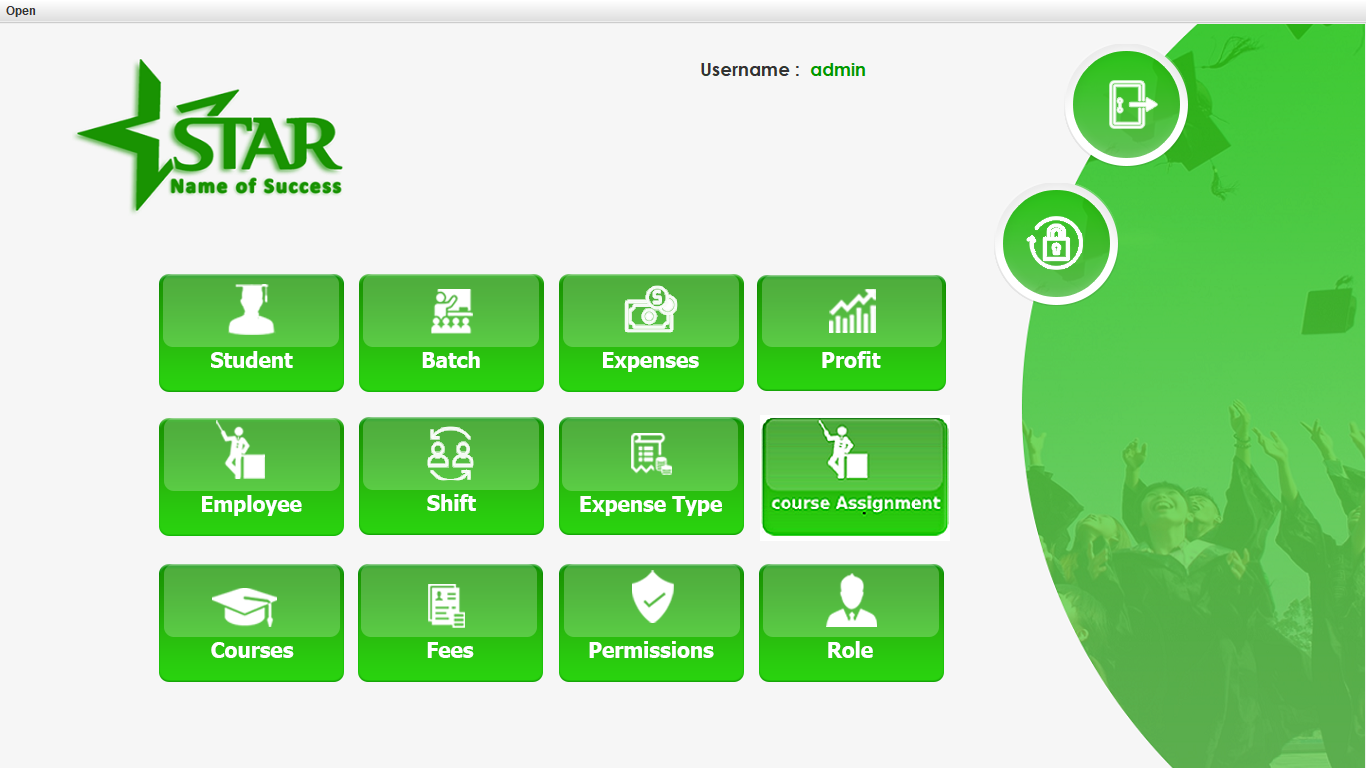 Open
Username : admin
STAR
Name of Success
Student
Batch
Expenses
Profit
Employee
Shift
Expense Type
course Assignment
Courses
Fees
Permissions
Role